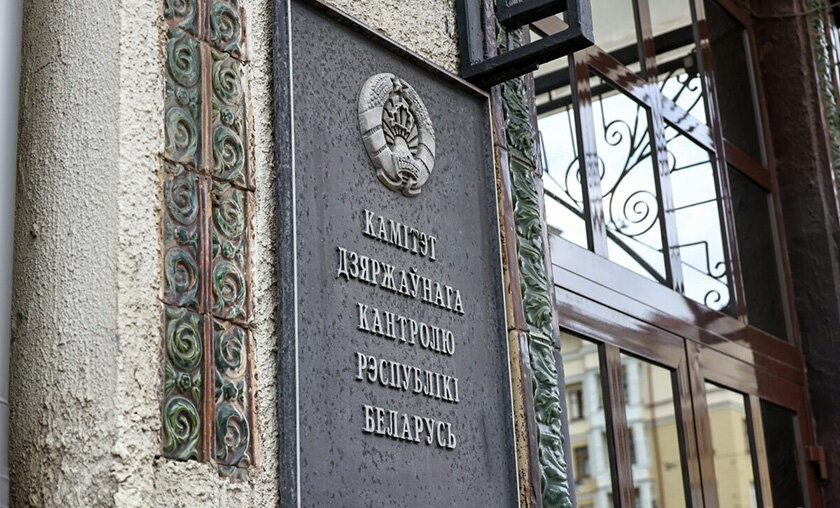 КАМІТЭТ
ДЗЯРЖАЎНАГА
КАНТРОЛЮ
РЭСПУБЛІКІ
БЕЛАРУСЬ